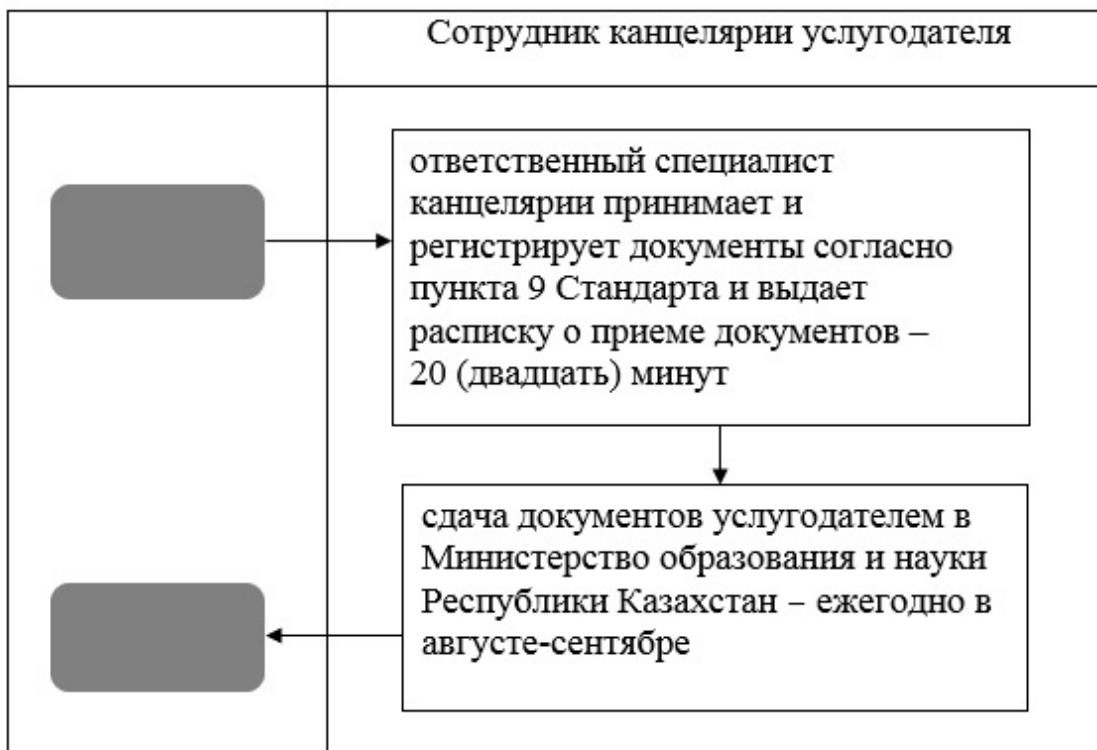 Сотрудник канцелярии услугодателя
ответственный специалист
канцелярии принимает и
регистрирует документы согласно
пункта 9 Стандарта и выдает
расписку о приеме документов –
20 (двадцать) минут
сдача документов услугодателем в
Министерство образования и науки
Республики Казахстан – ежегодно в
августе-сентябре